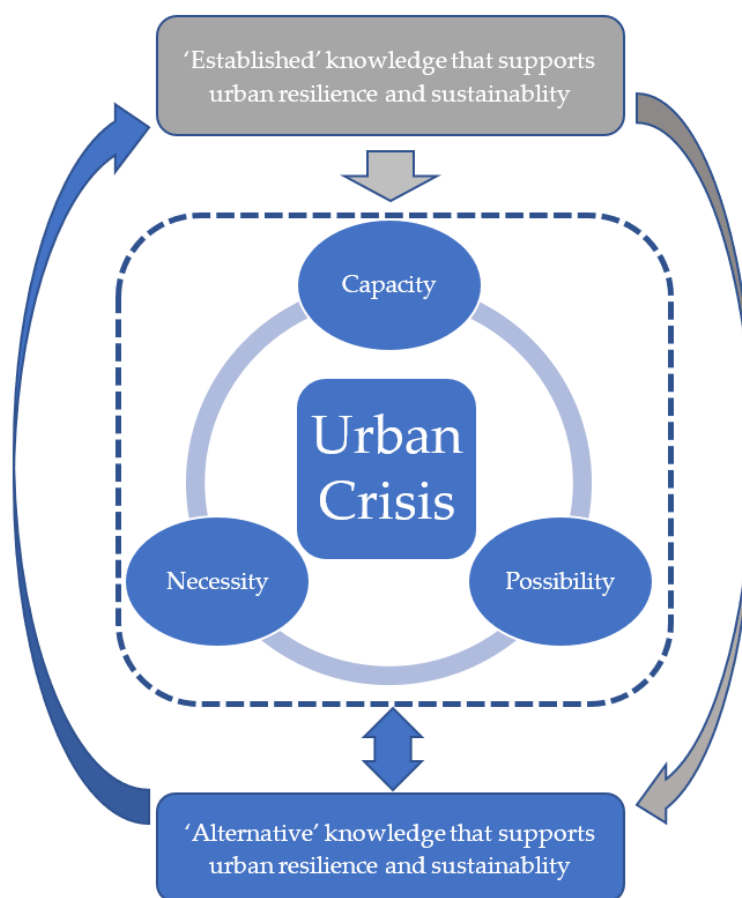 ‘Established’ knowledge that supports
urban resilience and sustainablity
Capacity
Urban
Crisis
Necessity
Possibility
‘Alternative’ knowledge that supports
urban resilience and sustainablity